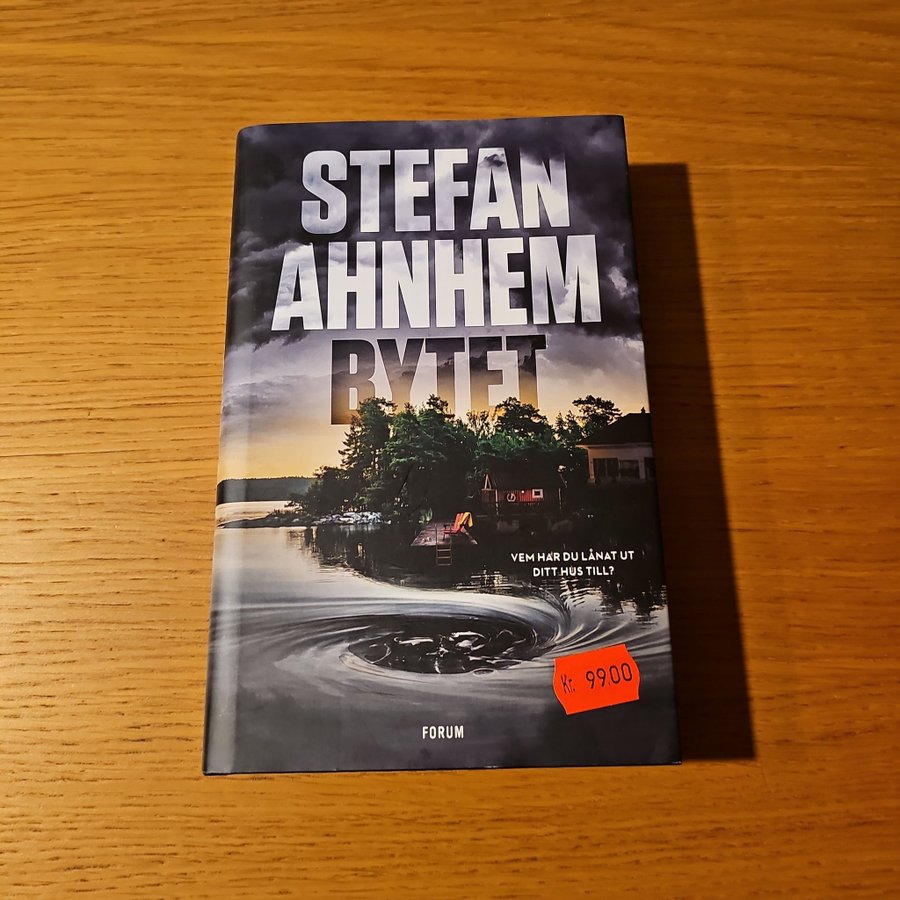 STEFAN
AHNHEM
BYTET
VEM HAR DU LÅNAT UT
DITT HUS TILL?
Kr. 99.00
FORUM